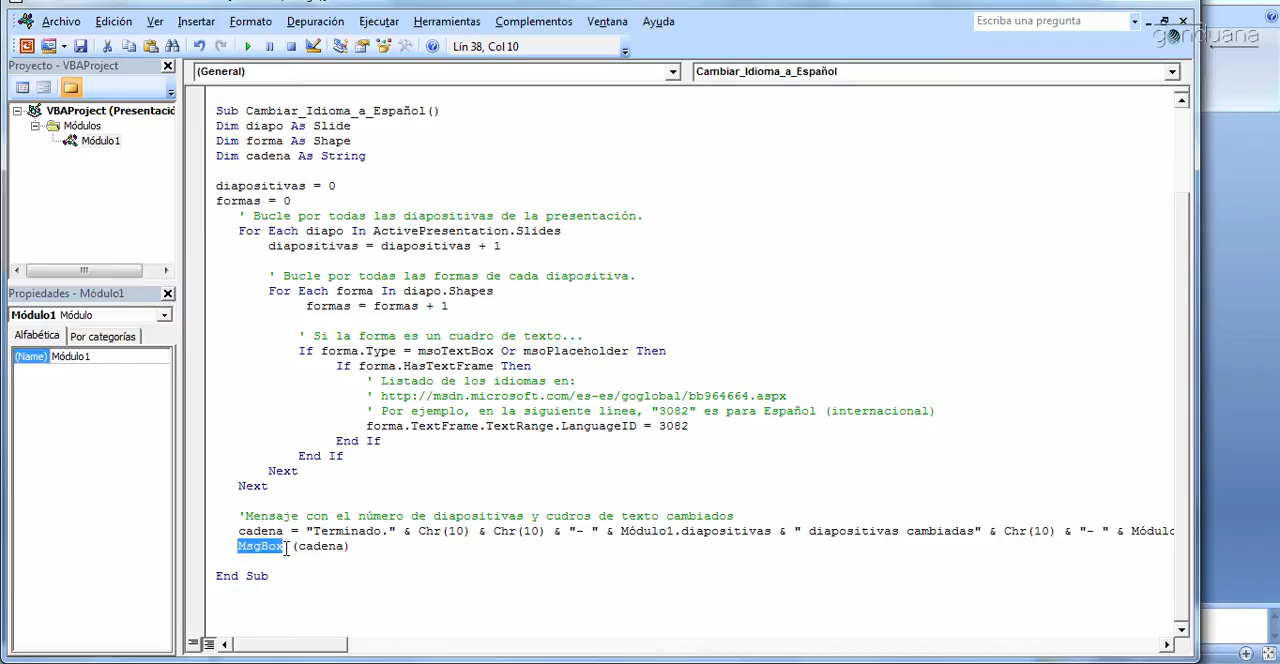 Archivo Edición Ver Insertar Formato Depuración Ejecutar Herramientas Complementos Ventana Ayuda Escriba una pregunta
gonduana
Lín 38, Col 10
Proyecto - VBAProject
(General) Cambiar_Idioma_a_Español
VBAProject (Presentació
Módulos
Módulo1
Propiedades - Módulo1
Módulo1 Módulo
Alfabética Por categorías
(Name) Módulo1
Sub Cambiar_Idioma_a_Español()
Dim diapo As Slide
Dim forma As Shape
Dim cadena As String
diapositivas = 0
formas = 0
' Bucle por todas las diapositivas de la presentación.
For Each diapo In ActivePresentation.Slides
diapositivas = diapositivas + 1
' Bucle por todas las formas de cada diapositiva.
For Each forma In diapo.Shapes
formas = formas + 1
' Si la forma es un cuadro de texto...
If forma.Type = msoTextBox Or msoPlaceholder Then
If forma.HasTextFrame Then
' Listado de los idiomas en:
' http://msdn.microsoft.com/es-es/goglobal/bb964664.aspx
' Por ejemplo, en la siguiente línea, "3082" es para Español (internacional)
forma.TextFrame.TextRange.LanguageID = 3082
End If
End If
Next
Next
'Mensaje con el número de diapositivas y cudros de texto cambiados
cadena = "Terminado." & Chr(10) & Chr(10) & "- " & Módulo1.diapositivas & " diapositivas cambiadas" & Chr(10) & "- " & Módulo
MsgBox (cadena)
End Sub